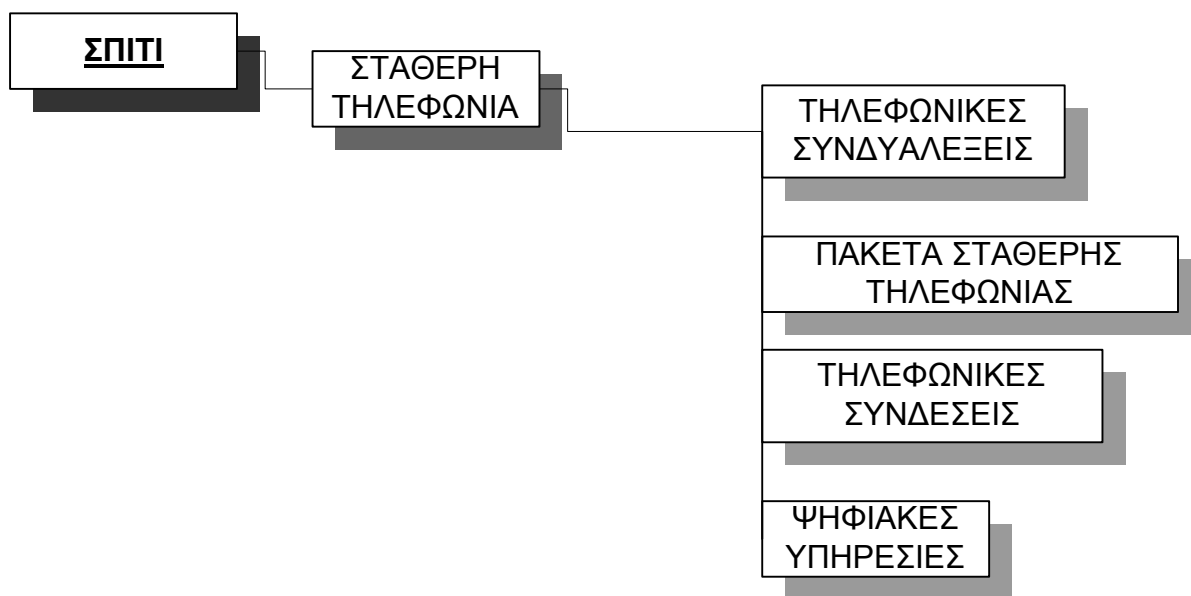 ΣΠΙΤΙ
ΣΤΑΘΕΡΗ
ΤΗΛΕΦΩΝΙΑ
ΤΗΛΕΦΩΝΙΚΕΣ
ΣΥΝΔΥΑΛΕΞΕΙΣ
ΠΑΚΕΤΑ ΣΤΑΘΕΡΗΣ
ΤΗΛΕΦΩΝΙΑΣ
ΤΗΛΕΦΩΝΙΚΕΣ
ΣΥΝΔΕΣΕΙΣ
ΨΗΦΙΑΚΕΣ
ΥΠΗΡΕΣΙΕΣ